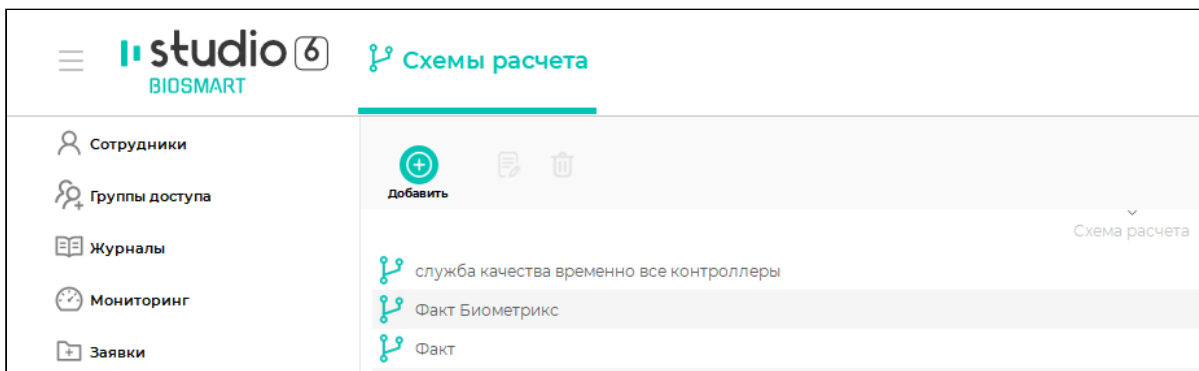 studio 6
BIOSMART
Схемы расчета
Сотрудники
Группы доступа
Журналы
Мониторинг
Заявки
Добавить
Схема расчета
служба качества временно все контроллеры
Факт Биометрикс
Факт